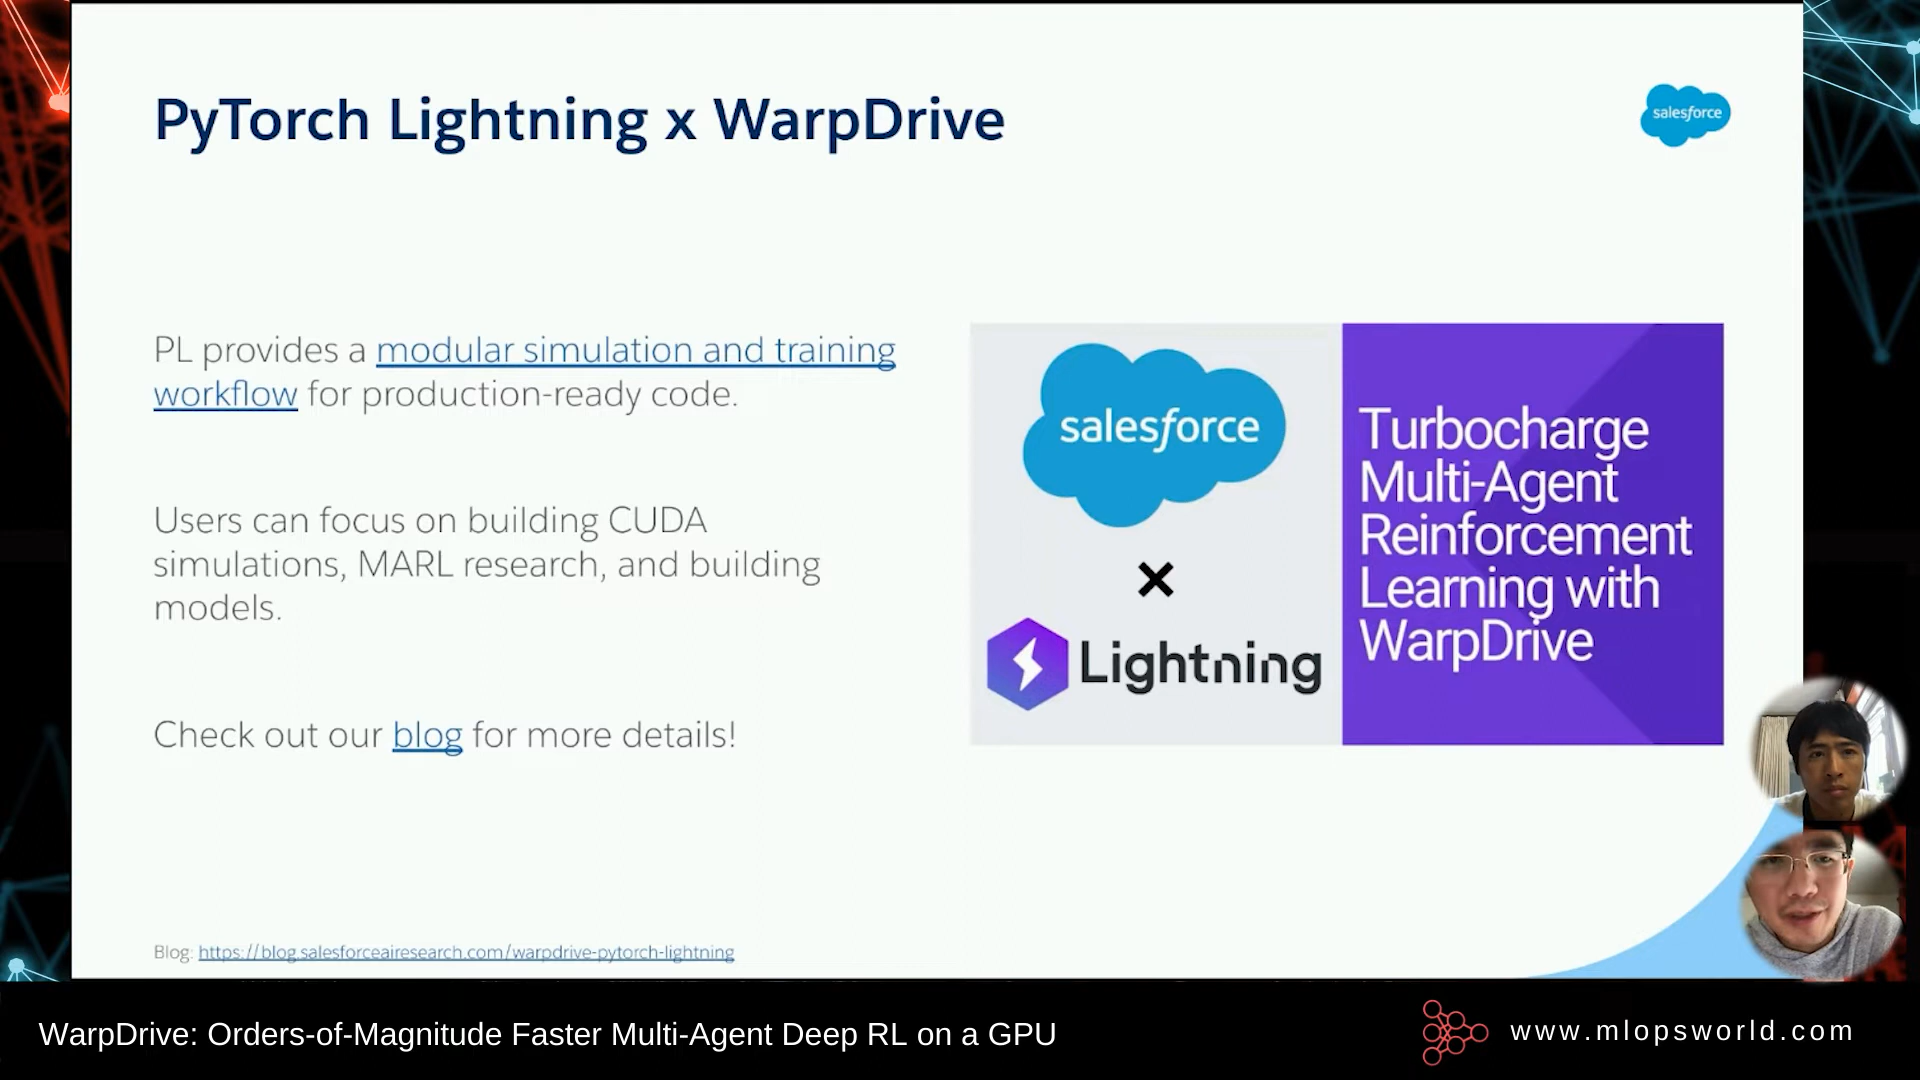 PyTorch Lightning x WarpDrive
salesforce
PL provides a modular simulation and training
workflow for production-ready code.
Users can focus on building CUDA
simulations, MARL research, and building
models.
Check out our blog for more details!
salesforce
×
Lightning
Turbocharge
Multi-Agent
Reinforcement
Learning with
WarpDrive
Blog: https://blog.salesforceairesearch.com/warpdrive-pytorch-lightning
WarpDrive: Orders-of-Magnitude Faster Multi-Agent Deep RL on a GPU
www.mlopsworld.com